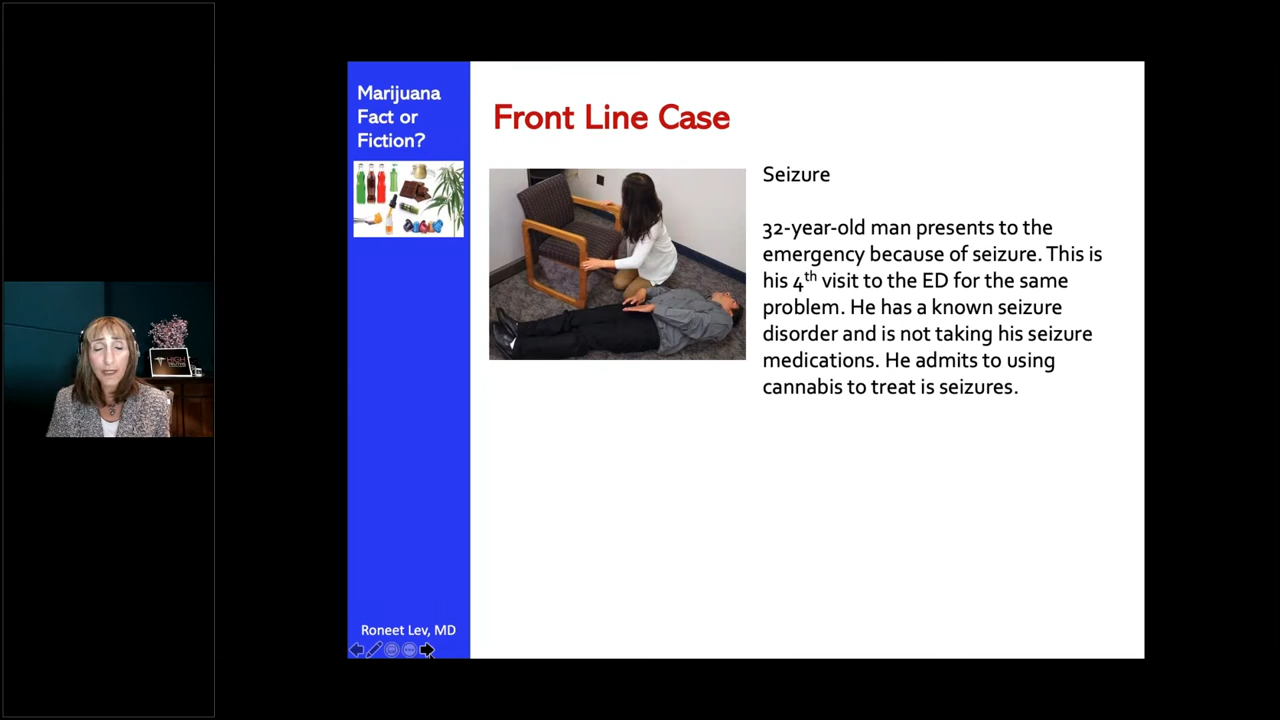 Marijuana
Fact or
Fiction?
Front Line Case
Seizure
32-year-old man presents to the
emergency because of seizure. This is
his 4th visit to the ED for the same
problem. He has a known seizure
disorder and is not taking his seizure
medications. He admits to using
cannabis to treat is seizures.
HIGH
Roneet Lev, MD